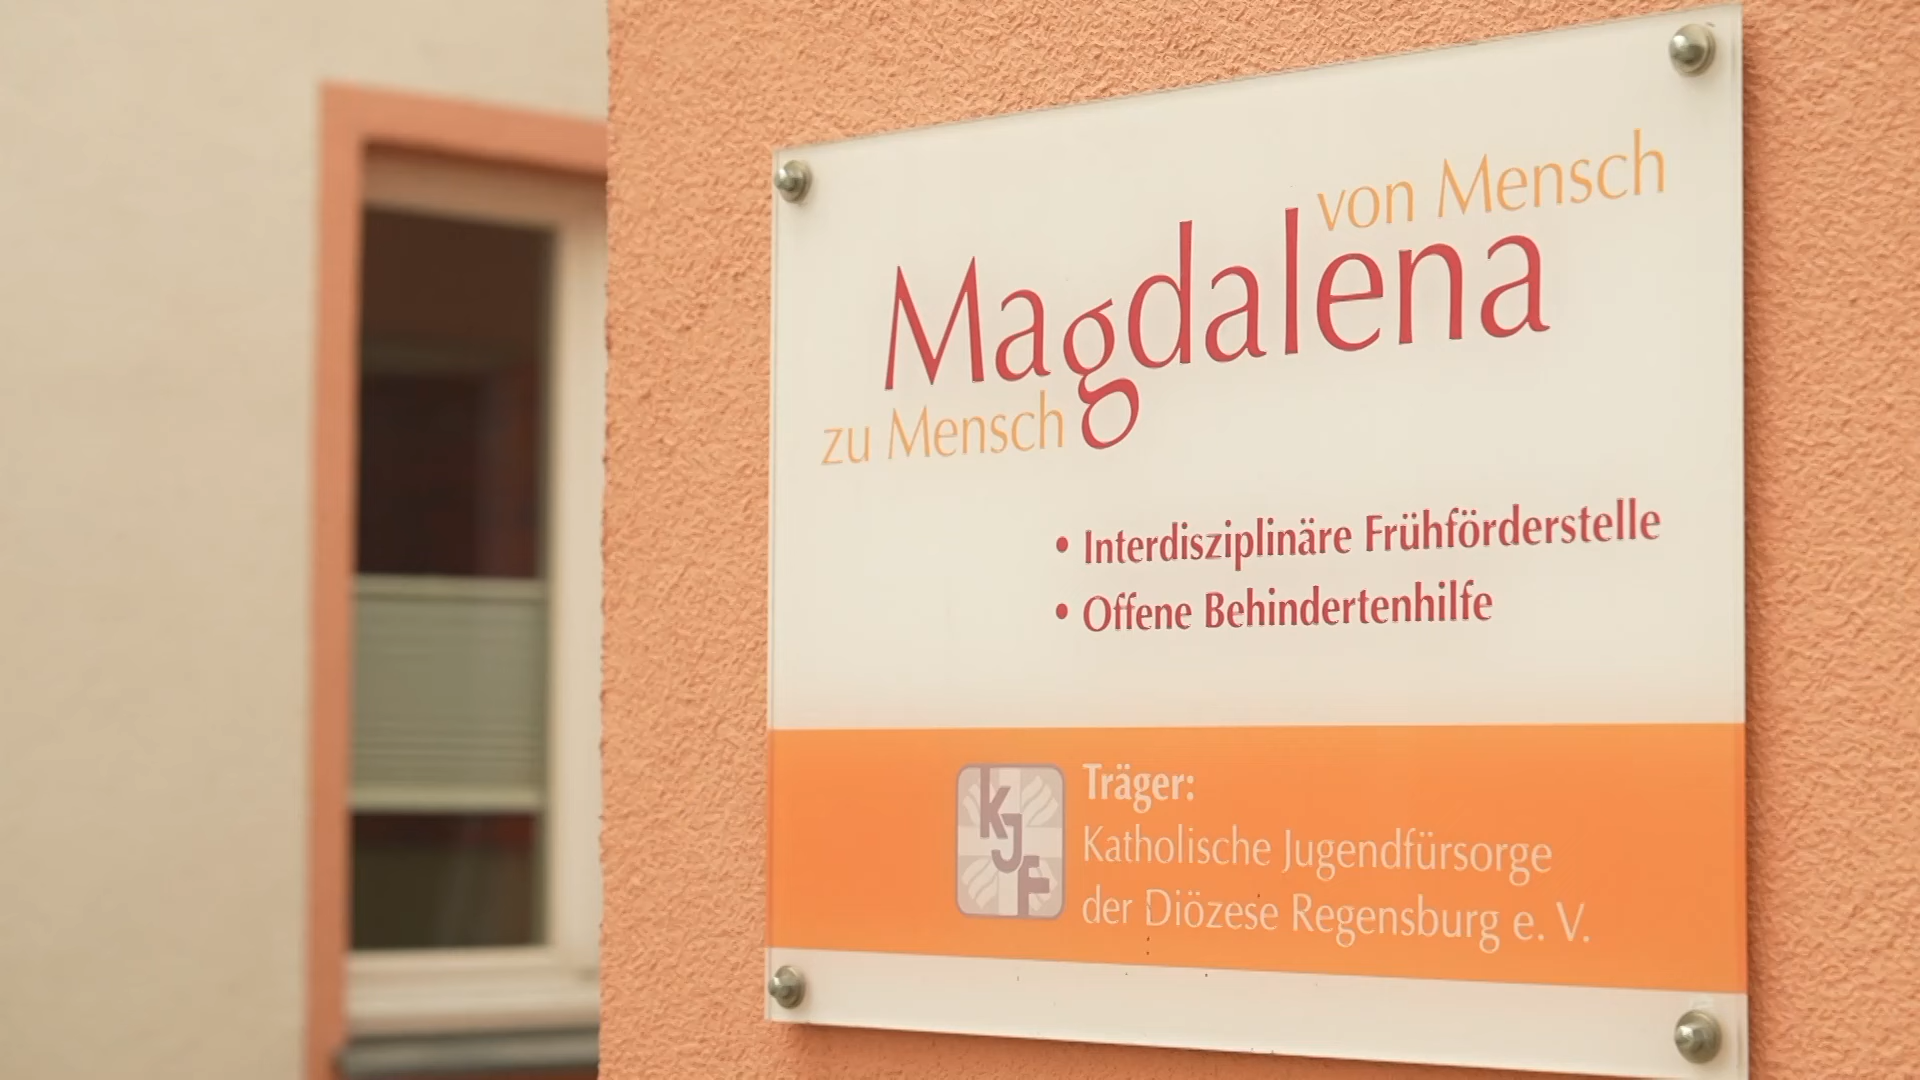 von Mensch
Magdalena
zu Mensch
• Interdisziplinäre Frühförderstelle
• Offene Behindertenhilfe
KJF
Träger:
Katholische Jugendfürsorge
der Diözese Regensburg e. V.